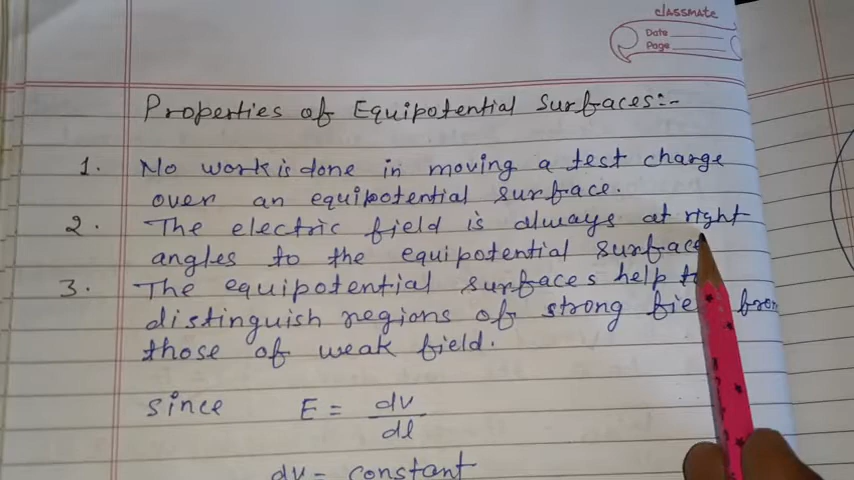 classmate
Date
Page
Properties of Equipotential Surfaces:-
1. No work is done in moving a test charge
over an equipotential surface.
2. The electric field is always at right
angles to the equipotential surface
3. The equipotential surfaces help to
distinguish regions of strong from
those of weak field.
since E = dv/dl
dv = constant